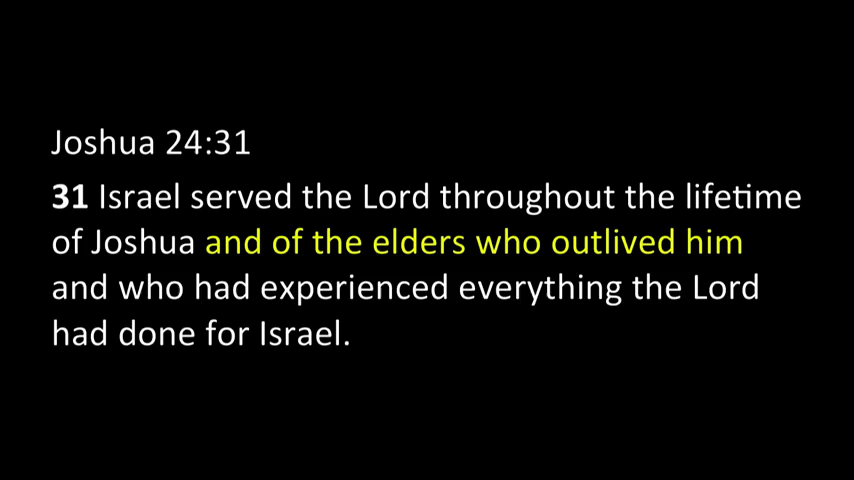 Joshua 24:31
31 Israel served the Lord throughout the lifetime
of Joshua and of the elders who outlived him
and who had experienced everything the Lord
had done for Israel.